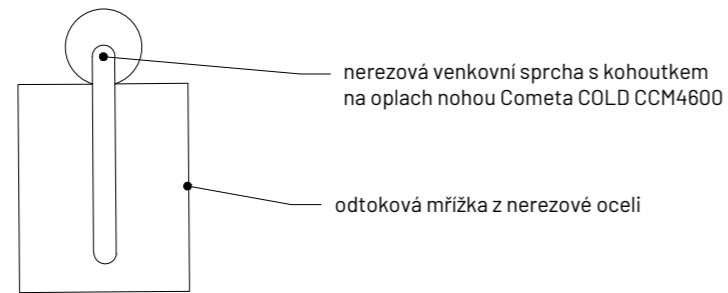 nerezová venkovní sprcha s kohoutkem
na oplach nohou Cometa COLD CCM4600
odtoková mřížka z nerezové oceli